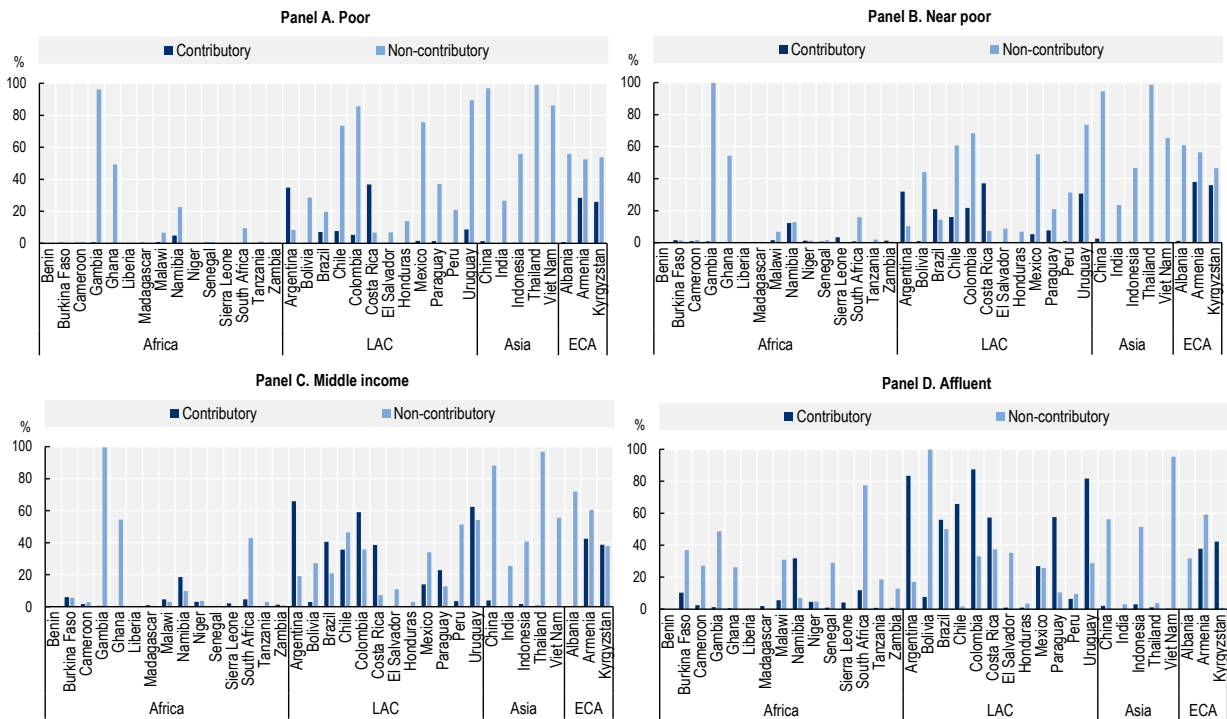 Panel A. Poor
Contributory Non-contributory
%
100
80
60
40
20
0
Benin
Burkina Faso
Cameroon
Gambia
Ghana
Liberia
Madagascar
Malawi
Namibia
Niger
Senegal
Sierra Leone
South Africa
Tanzania
Zambia
Argentina
Bolivia
Brazil
Chile
Colombia
Costa Rica
El Salvador
Honduras
Mexico
Paraguay
Peru
Uruguay
China
India
Indonesia
Thailand
Viet Nam
Albania
Armenia
Kyrgyzstan
Africa LAC Asia ECA
Panel B. Near poor
Contributory Non-contributory
%
100
80
60
40
20
0
Benin
Burkina Faso
Cameroon
Gambia
Ghana
Liberia
Madagascar
Malawi
Namibia
Niger
Senegal
Sierra Leone
South Africa
Tanzania
Zambia
Argentina
Bolivia
Brazil
Chile
Colombia
Costa Rica
El Salvador
Honduras
Mexico
Paraguay
Peru
Uruguay
China
India
Indonesia
Thailand
Viet Nam
Albania
Armenia
Kyrgyzstan
Africa LAC Asia ECA
Panel C. Middle income
Contributory Non-contributory
%
100
80
60
40
20
0
Benin
Burkina Faso
Cameroon
Gambia
Ghana
Liberia
Madagascar
Malawi
Namibia
Niger
Senegal
Sierra Leone
South Africa
Tanzania
Zambia
Argentina
Bolivia
Brazil
Chile
Colombia
Costa Rica
El Salvador
Honduras
Mexico
Paraguay
Peru
Uruguay
China
India
Indonesia
Thailand
Viet Nam
Albania
Armenia
Kyrgyzstan
Africa LAC Asia ECA
Panel D. Affluent
Contributory Non-contributory
%
100
80
60
40
20
0
Benin
Burkina Faso
Cameroon
Gambia
Ghana
Liberia
Madagascar
Malawi
Namibia
Niger
Senegal
Sierra Leone
South Africa
Tanzania
Zambia
Argentina
Bolivia
Brazil
Chile
Colombia
Costa Rica
El Salvador
Honduras
Mexico
Paraguay
Peru
Uruguay
China
India
Indonesia
Thailand
Viet Nam
Albania
Armenia
Kyrgyzstan
Africa LAC Asia ECA